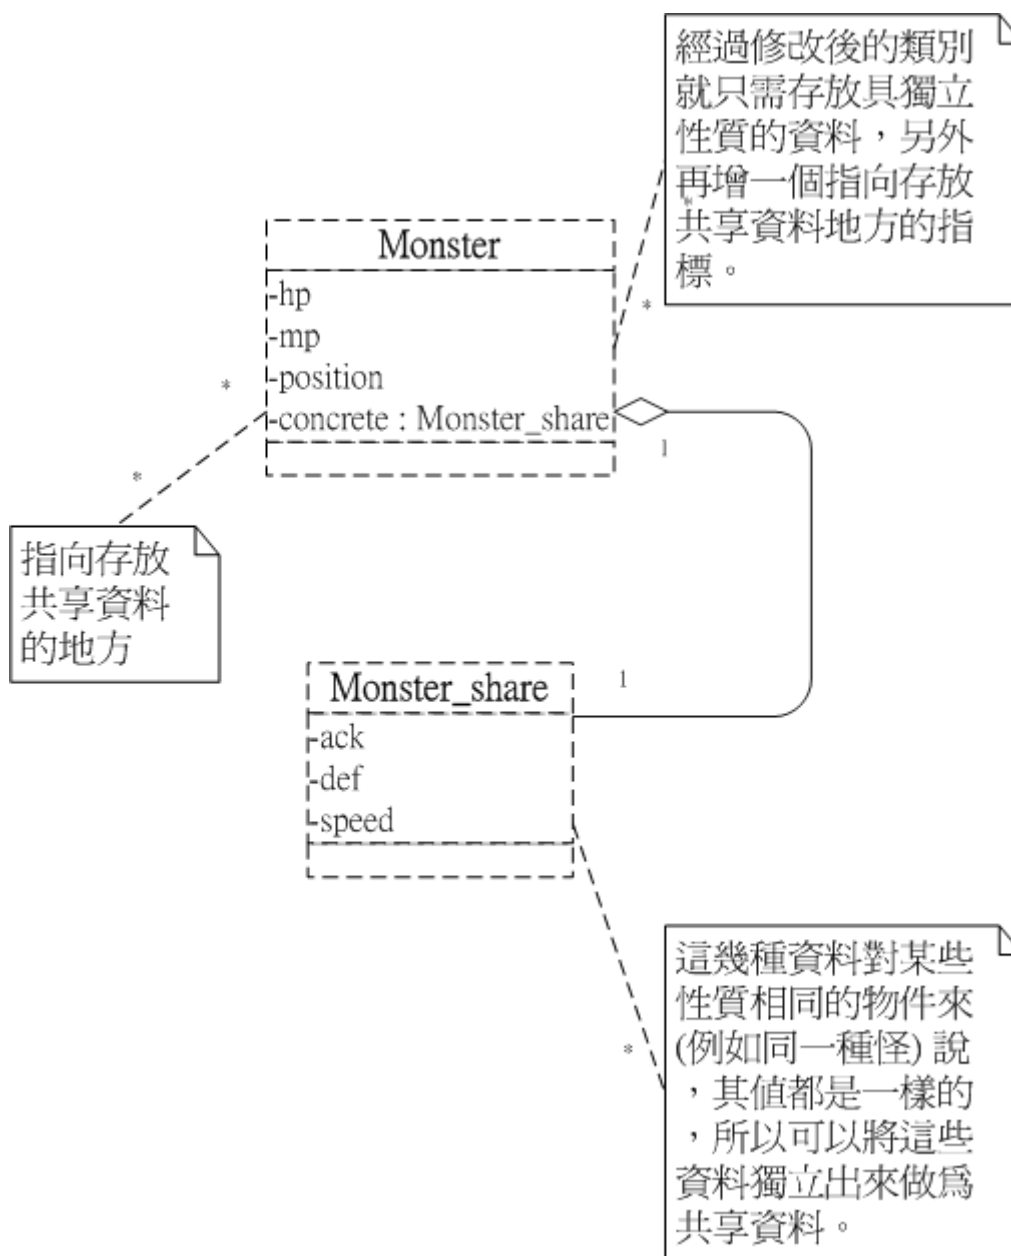 經過修改後的類別
就只需存放具獨立
性質的資料，另外
再增一個指向存放
共享資料地方的指
標。
*
*
Monster
-hp
-mp
-position
-concrete : Monster_share
*
*
1
指向存放
共享資料
的地方
Monster_share
-ack
-def
-speed
1
*
這幾種資料對某些
性質相同的物件來
(例如同一種怪) 說
，其值都是一樣的
，所以可以將這些
資料獨立出來做為
共享資料。